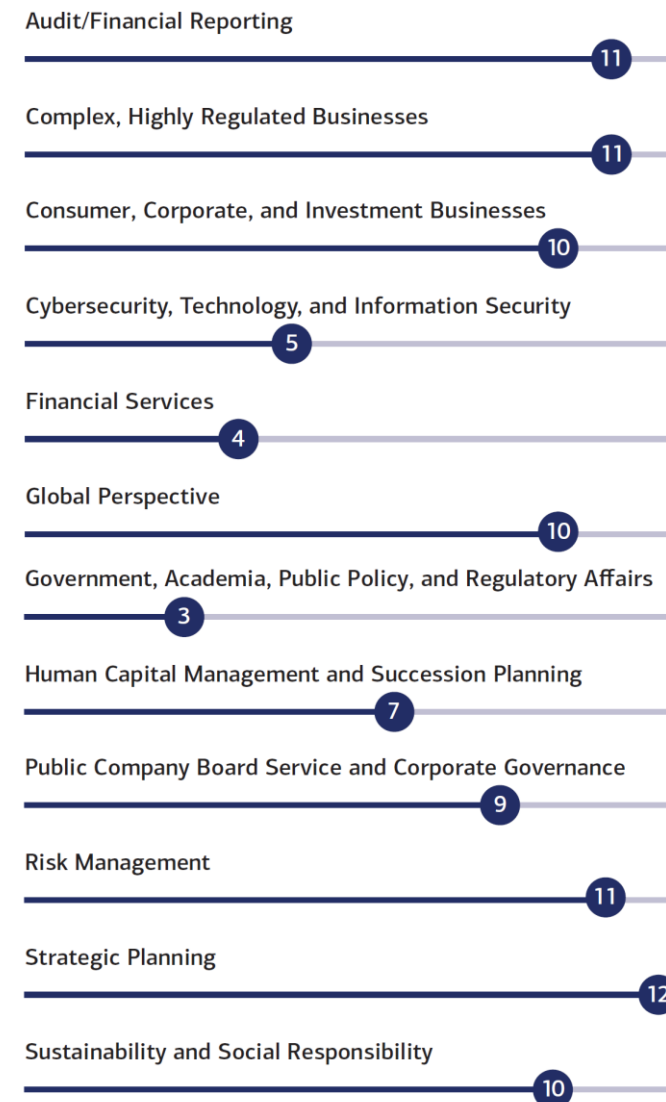 Audit/Financial Reporting
11
Complex, Highly Regulated Businesses
11
Consumer, Corporate, and Investment Businesses
10
Cybersecurity, Technology, and Information Security
5
Financial Services
4
Global Perspective
10
Government, Academia, Public Policy, and Regulatory Affairs
3
Human Capital Management and Succession Planning
7
Public Company Board Service and Corporate Governance
9
Risk Management
11
Strategic Planning
12
Sustainability and Social Responsibility
10